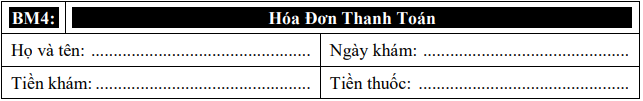 BM4: Hóa Đơn Thanh Toán
Họ và tên: ................................................ Ngày khám: .............................................
Tiền khám: ............................................... Tiền thuốc: ..............................................